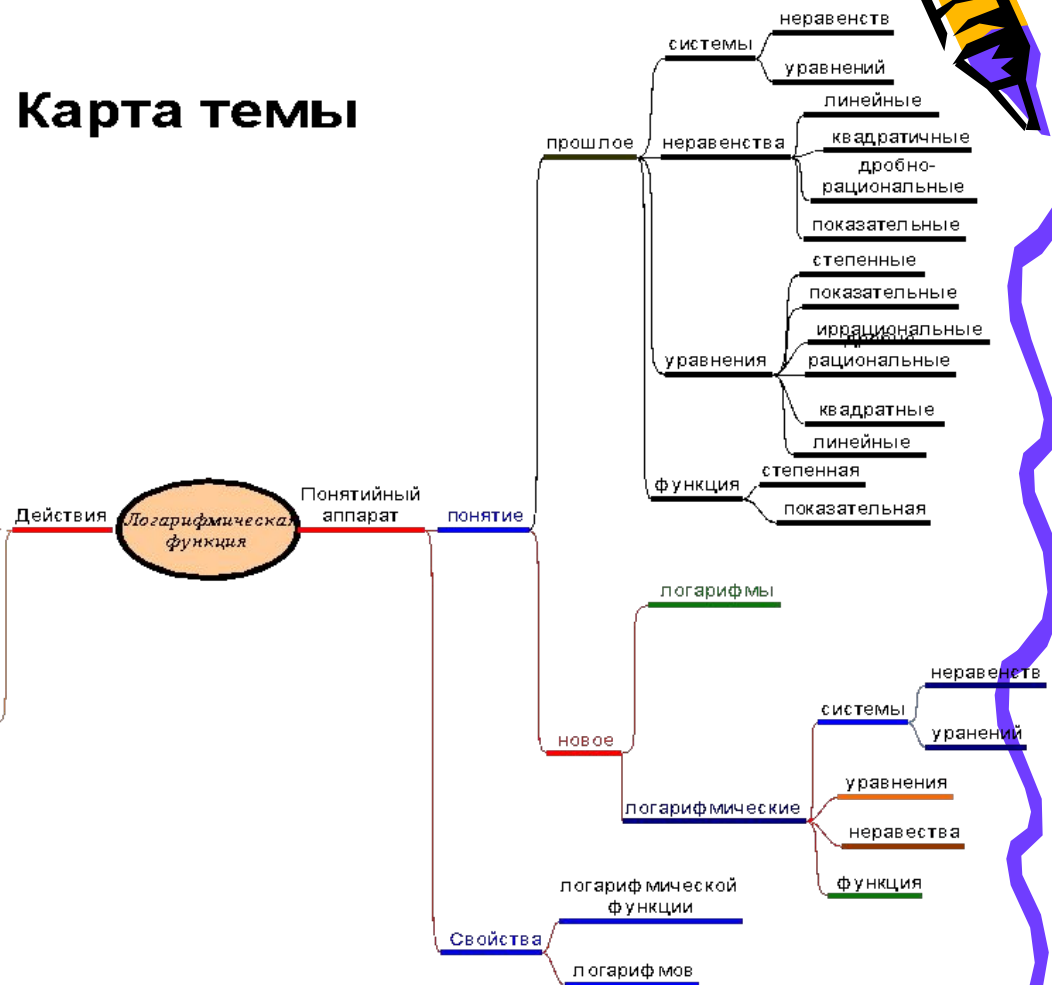 Карта темы
неравенств
системы
уравнений
линейные
прошлое
неравенства
квадратичные
дробно-
рациональные
показательные
степенные
показательные
иррациональные
дробно
уравнения
рациональные
квадратные
линейные
степенная
функция
показательная
Действия
Логарифмическая
функция
Понятийный
аппарат
понятие
логарифмы
неравенств
системы
уранений
новое
уравнения
логарифмические
неравества
функция
логарифмической
функции
Свойства
логарифмов